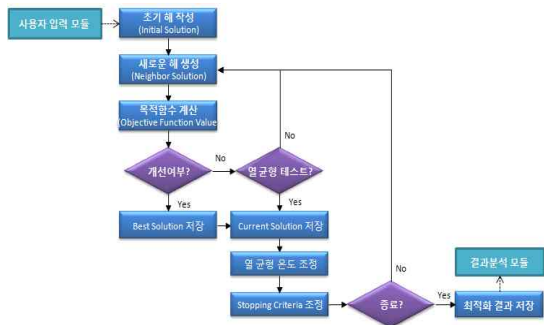 사용자 입력 모듈
초기 해 작성
(Initial Solution)
새로운 해 생성
(Neighbor Solution)
목적함수 계산
(Objective Function Value
개선여부?
No
열 균형 테스트?
No
Yes
Yes
Best Solution 저장
Current Solution 저장
열 균형 온도 조정
Stopping Criteria 조정
종료?
No
Yes
최적화 결과 저장
결과분석 모듈